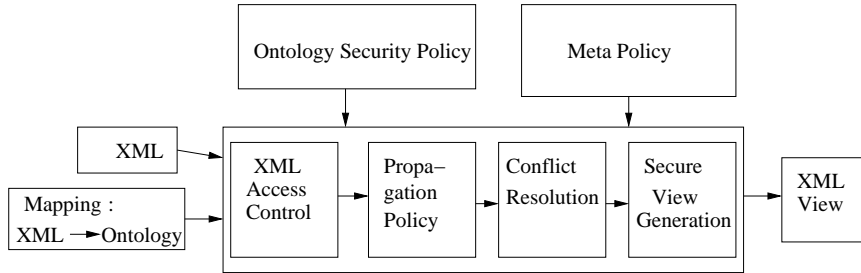 Ontology Security Policy
Meta Policy
XML
Mapping :
XML → Ontology
XML
Access
Control
Propa–
gation
Policy
Conflict
Resolution
Secure
View
Generation
XML
View